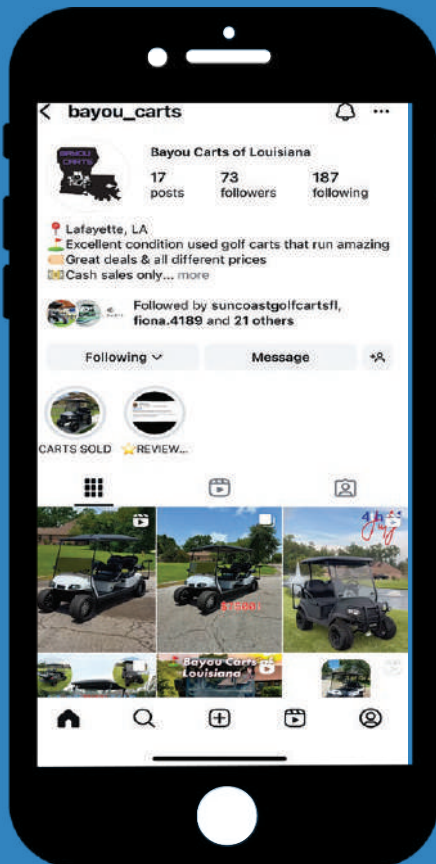 bayou_carts
BAYOU
CARTS
Bayou Carts of Louisiana
17 73 187
posts followers following
Lafayette, LA
Excellent condition used golf carts that run amazing
Great deals & all different prices
Cash sales only... more
Followed by suncoastgolfcartsfl,
fiona.4189 and 21 others
Following
Message
CARTS SOLD
REVIEW...
Bayou Carts of
Louisiana